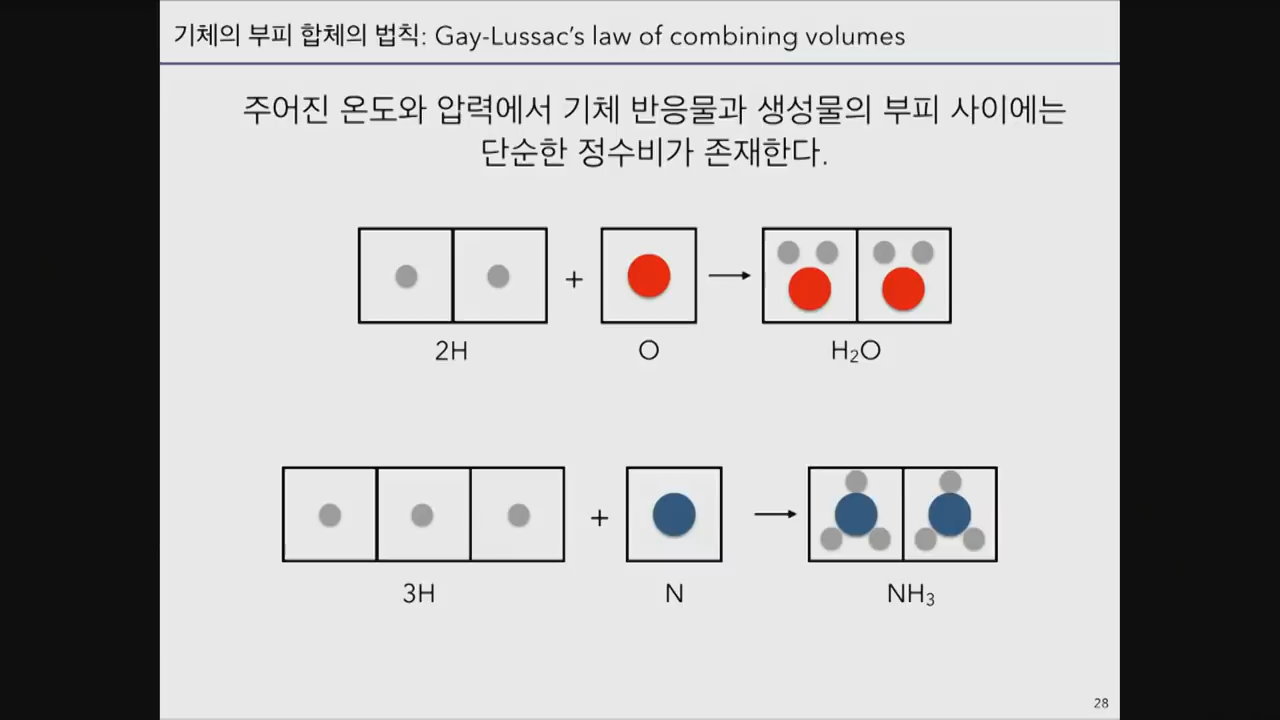 기체의 부피 합체의 법칙: Gay-Lussac's law of combining volumes
주어진 온도와 압력에서 기체 반응물과 생성물의 부피 사이에는
단순한 정수비가 존재한다.
+
2H O H₂O
+
3H N NH₃
28